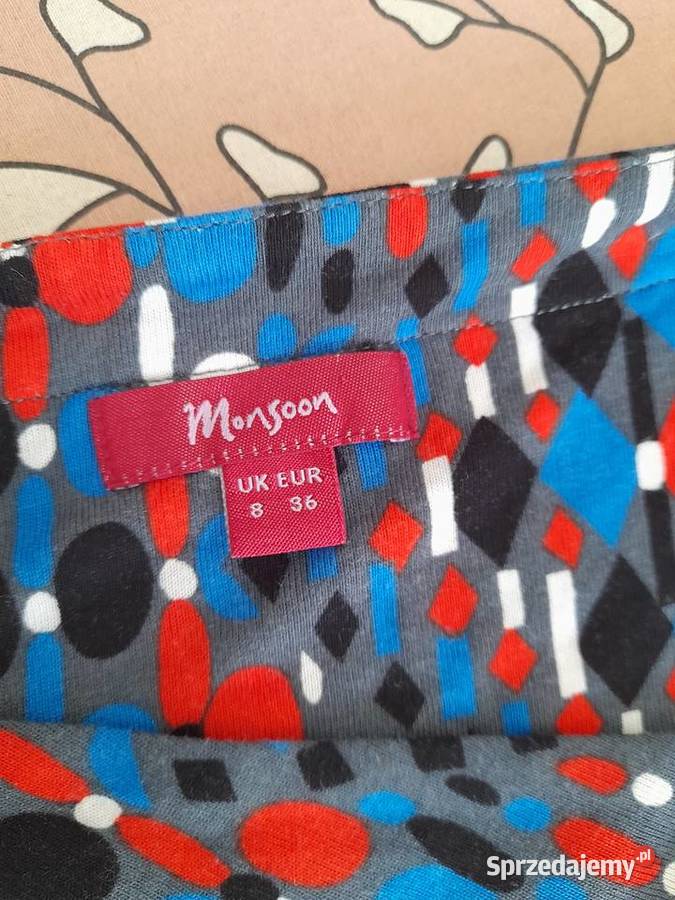 Monsoon
UK EUR
8 36
Sprzedajemy.pl